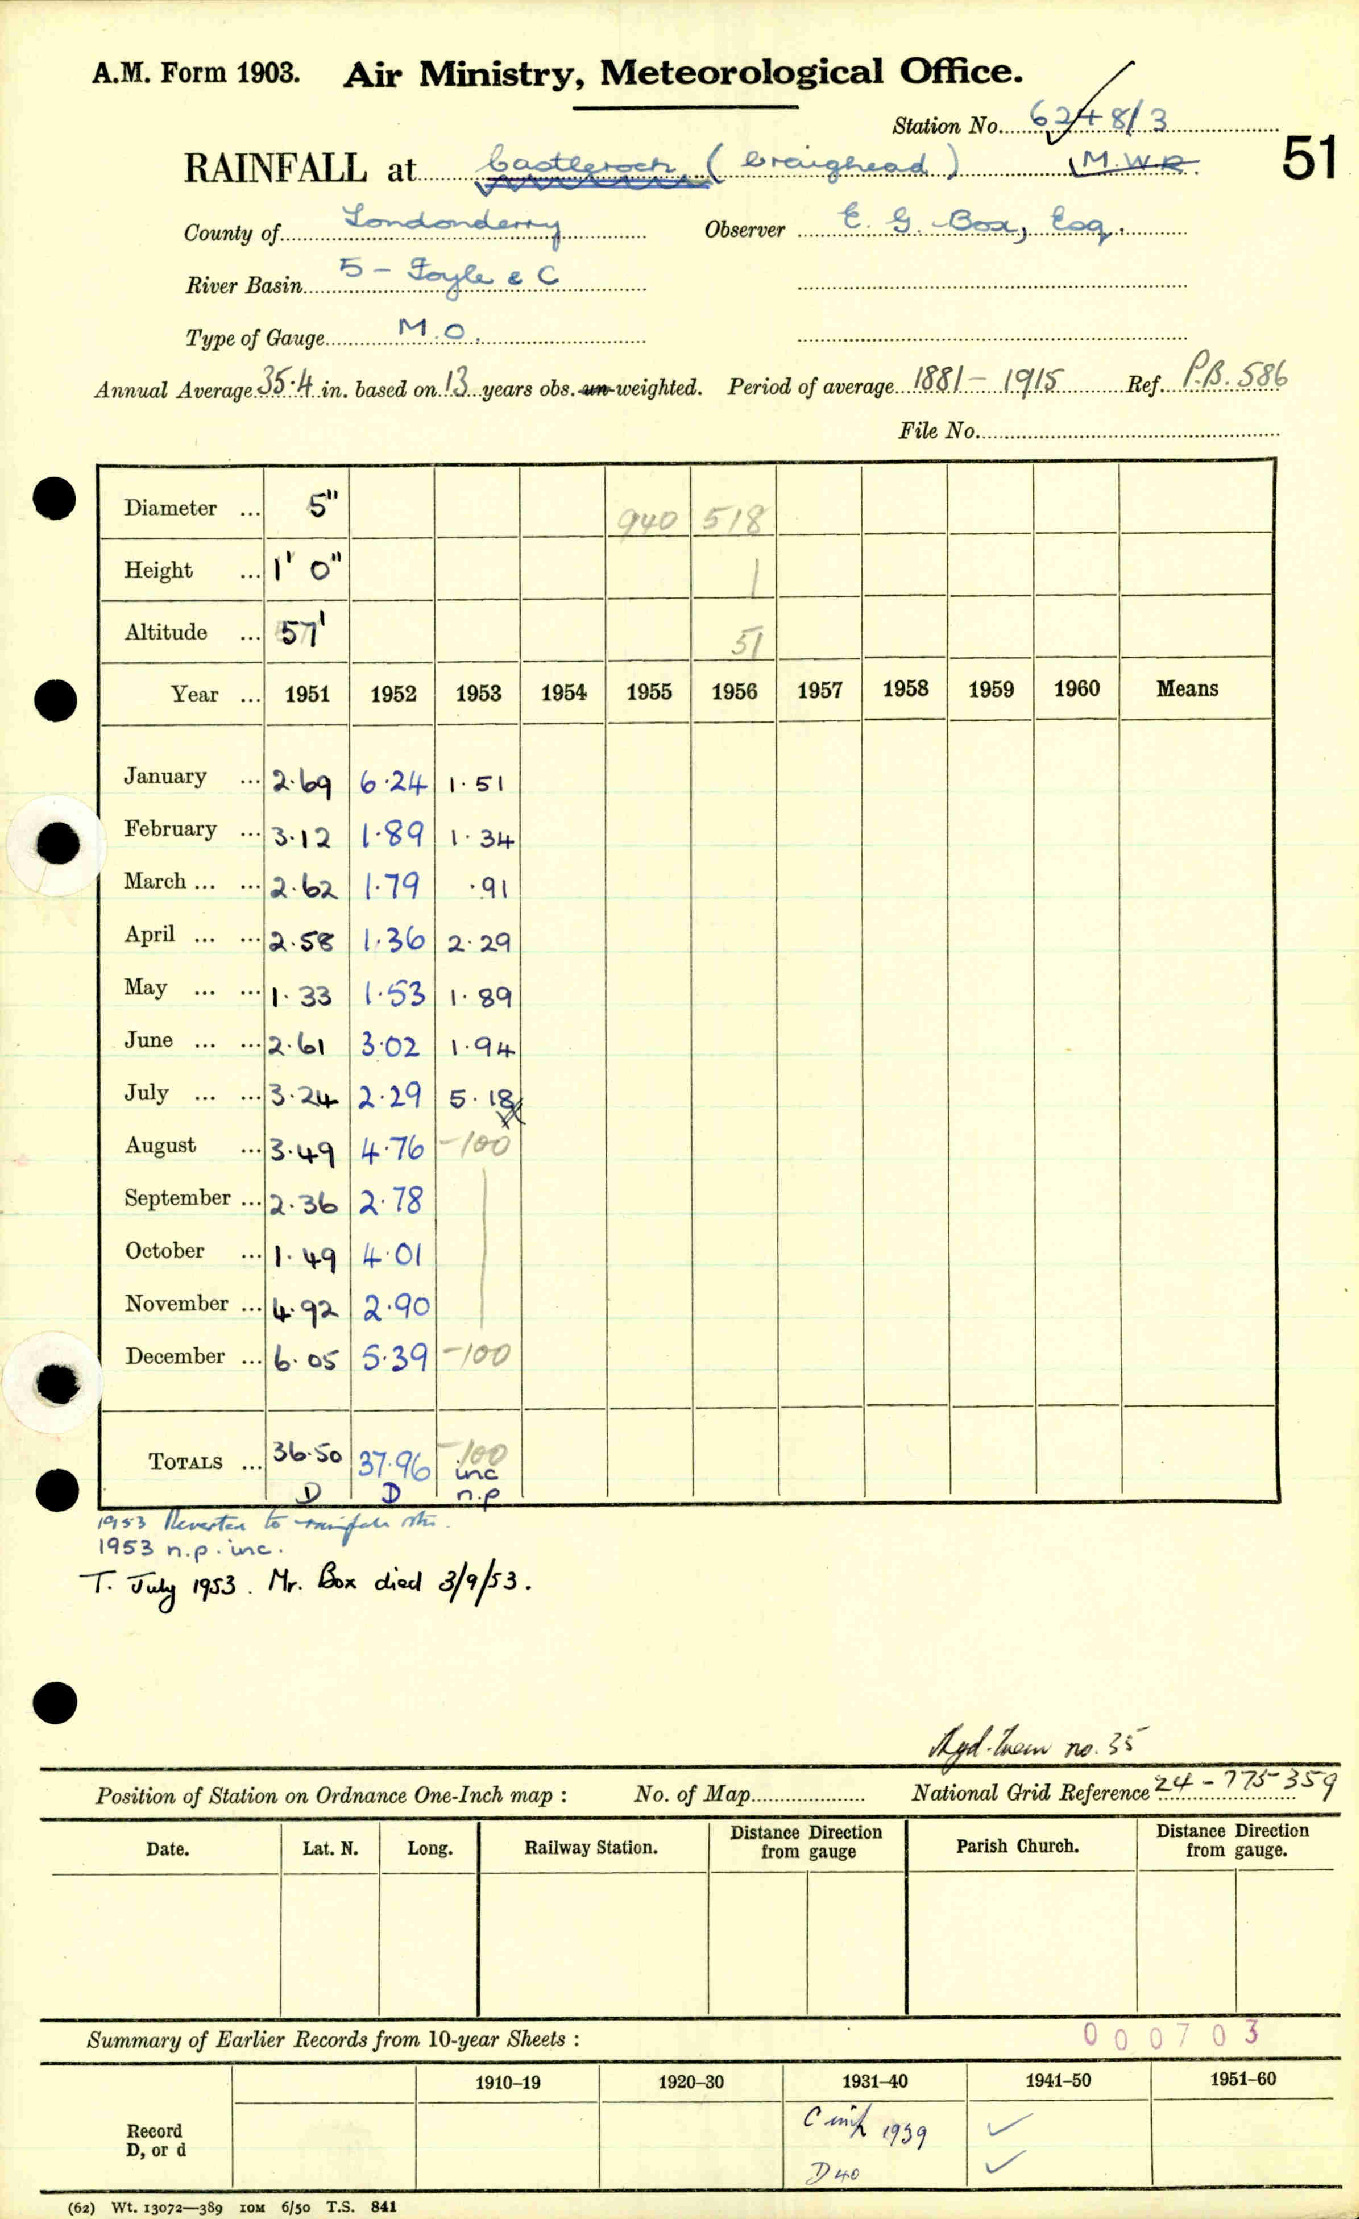 A.M. Form 1903. Air Ministry, Meteorological Office.
Station No. 6248/3
RAINFALL at Castleroch (Craighead) M.W.R. 51
County of Londonderry Observer E. G. Box, Esq.
River Basin 5 - Foyle & C
Type of Gauge M.O.
Annual Average 35.4 in. based on 13 years obs. un-weighted. Period of average 1881 - 1915 Ref. P.B. 586
File No.
Diameter ... 5" 940 518
Height ... 1' 0" 1
Altitude ... 57' 51
Year ... 1951 1952 1953 1954 1955 1956 1957 1958 1959 1960 Means
January ... 2.69 6.24 1.51
February ... 3.12 1.89 1.34
March ... ... 2.62 1.79 .91
April ... ... 2.58 1.36 2.29
May ... ... 1.33 1.53 1.89
June ... ... 2.61 3.02 1.94
July ... ... 3.24 2.29 5.18
August ... 3.49 4.76 -100
September ... 2.36 2.78
October ... 1.49 4.01
November ... 4.92 2.90
December ... 6.05 5.39 -100
TOTALS ... 36.50 37.96 -100
inc
D D n.p
1953 Reverted to rainfall stn.
1953 n.p. inc.
T. July 1953. Mr. Box died 3/9/53.
Hyd. Mem no. 35
Position of Station on Ordnance One-Inch map : No. of Map National Grid Reference 24 - 775 359
Date. Lat. N. Long. Railway Station. Distance from gauge Direction Parish Church. Distance from gauge. Direction
Summary of Earlier Records from 10-year Sheets : 000703
1910–19 1920–30 1931–40 1941–50 1951–60
Record C 1939 ✓
D, or d D 40 ✓
(62) Wt. 13072—389 10M 6/50 T.S. 841